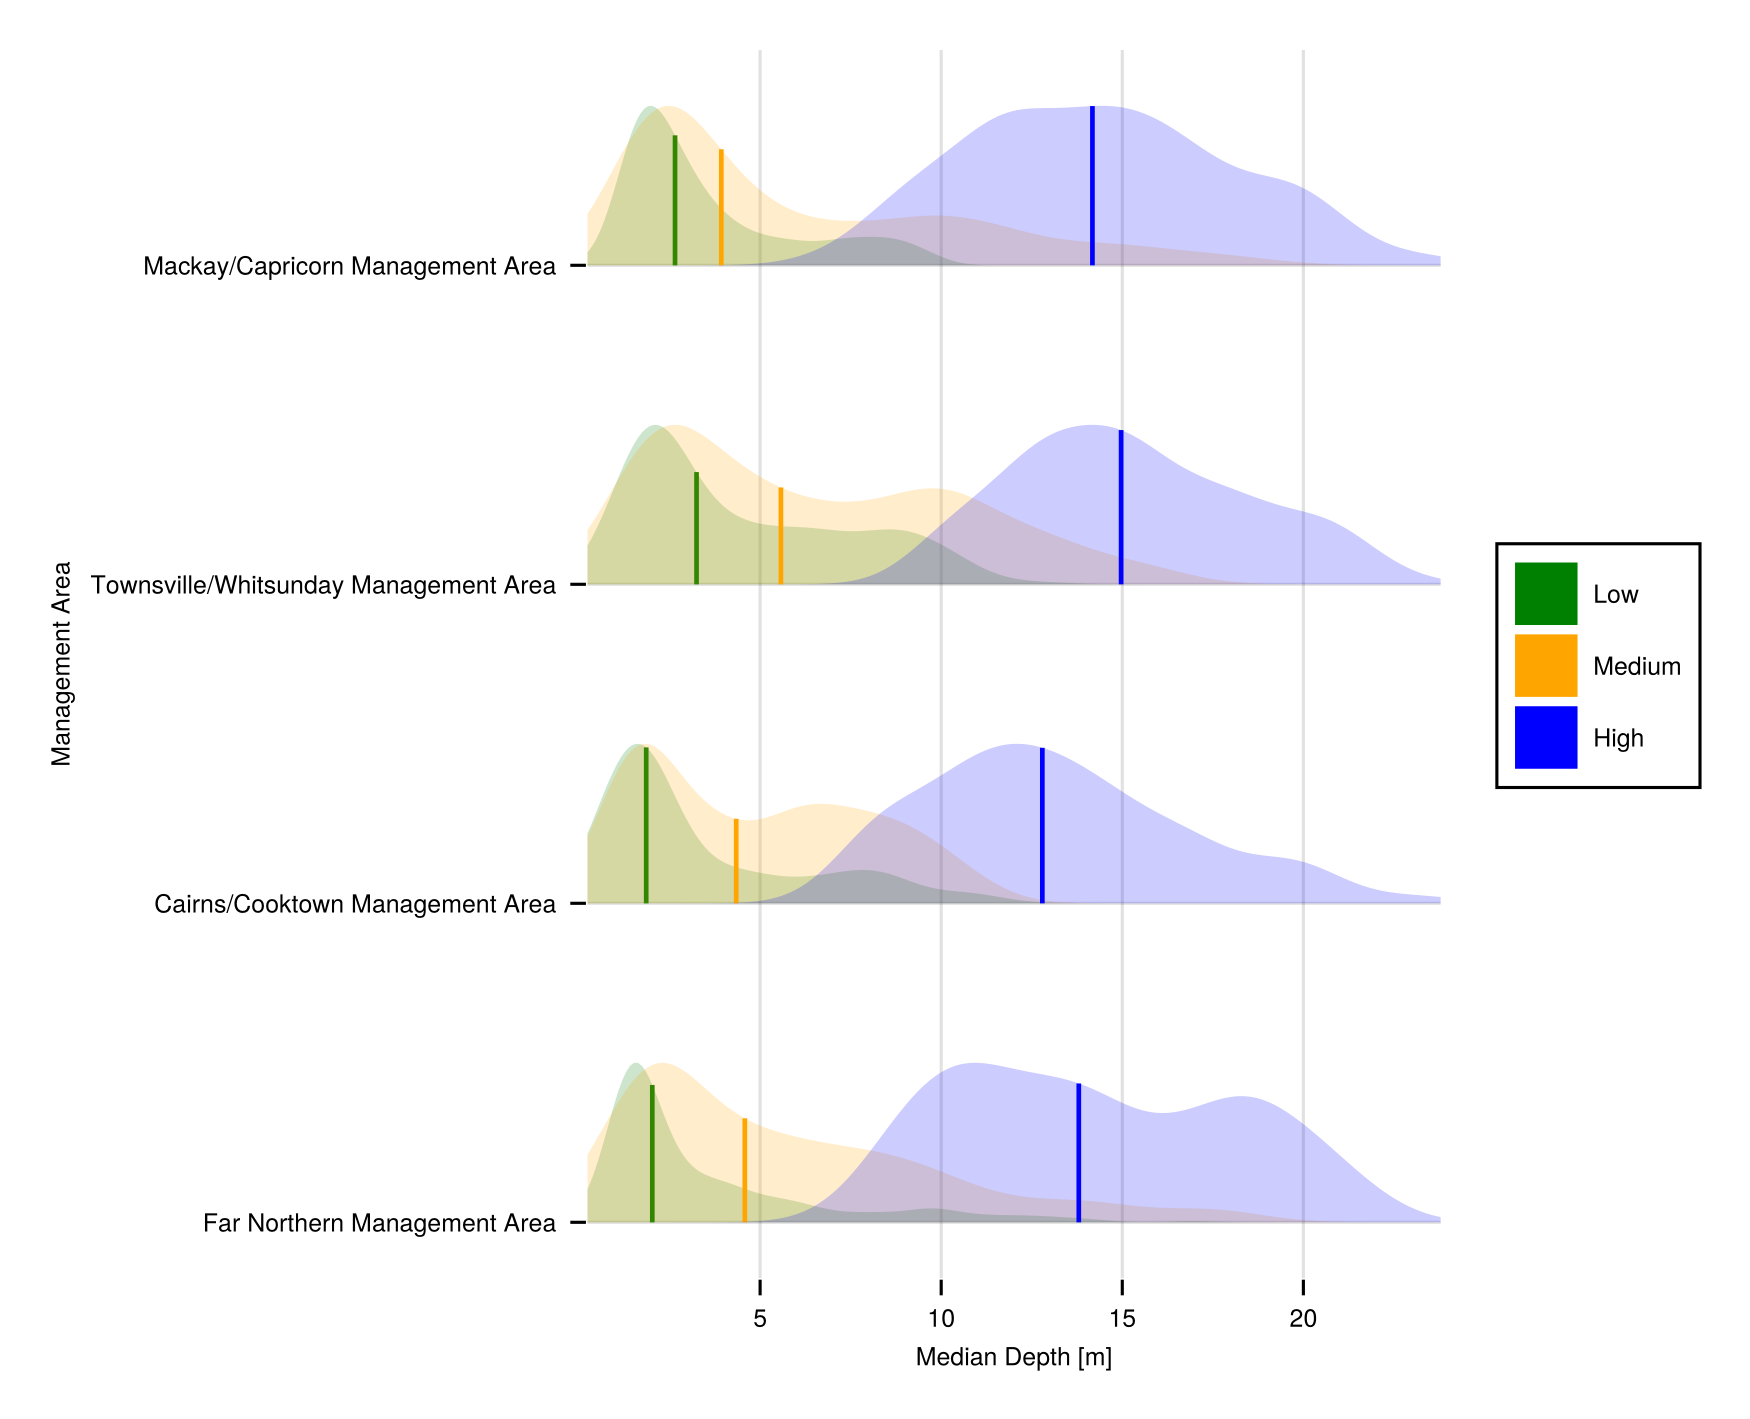 Mackay/Capricorn Management Area
Townsville/Whitsunday Management Area
Cairns/Cooktown Management Area
Far Northern Management Area
Management Area
5 10 15 20
Median Depth [m]
Low
Medium
High